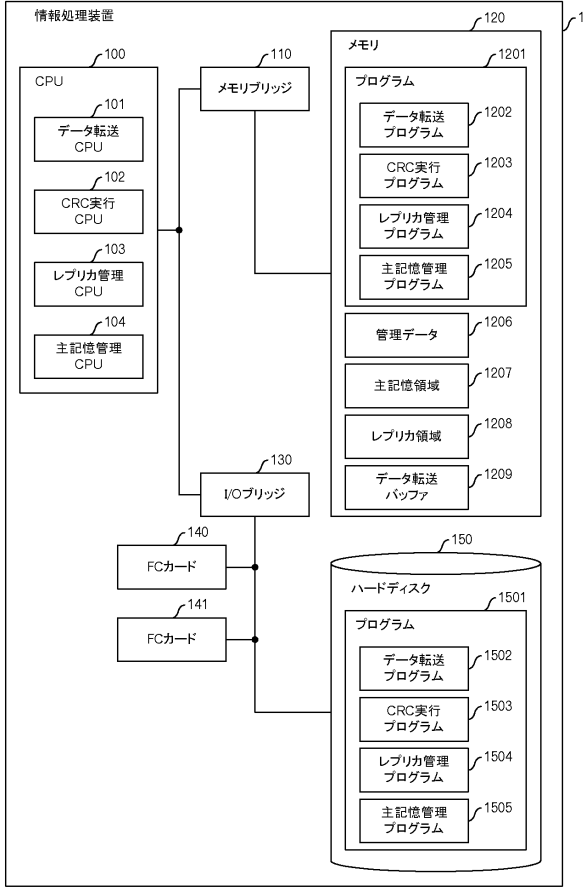 情報処理装置
1
100
CPU
101
データ転送
CPU
102
CRC実行
CPU
103
レプリカ管理
CPU
104
主記憶管理
CPU
110
メモリブリッジ
120
メモリ
1201
プログラム
1202
データ転送
プログラム
1203
CRC実行
プログラム
1204
レプリカ管理
プログラム
1205
主記憶管理
プログラム
1206
管理データ
1207
主記憶領域
1208
レプリカ領域
1209
データ転送
バッファ
130
I/Oブリッジ
140
FCカード
141
FCカード
150
ハードディスク
1501
プログラム
1502
データ転送
プログラム
1503
CRC実行
プログラム
1504
レプリカ管理
プログラム
1505
主記憶管理
プログラム